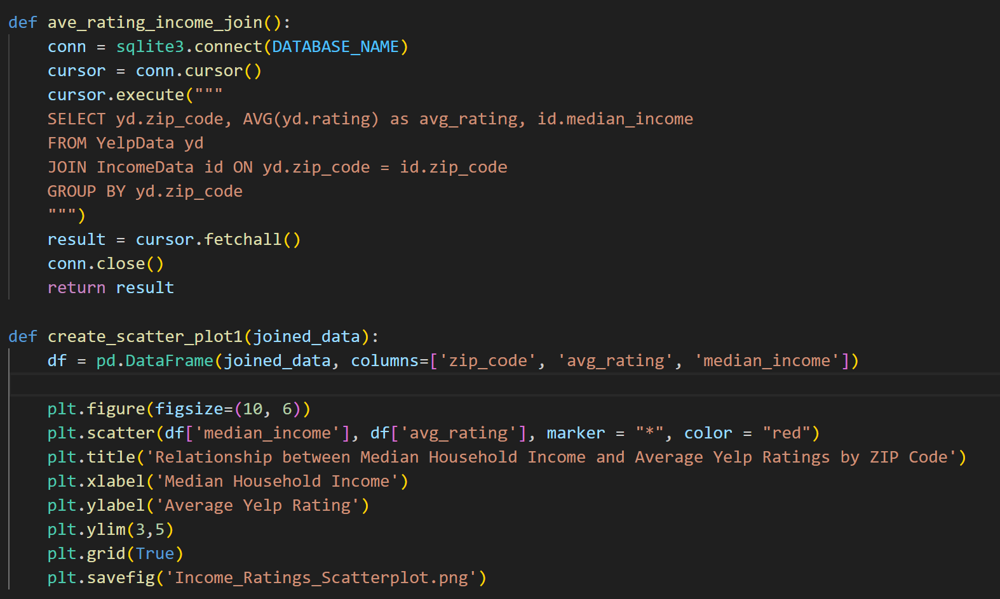 def ave_rating_income_join():
    conn = sqlite3.connect(DATABASE_NAME)
    cursor = conn.cursor()
    cursor.execute("""
    SELECT yd.zip_code, AVG(yd.rating) as avg_rating, id.median_income
    FROM YelpData yd
    JOIN IncomeData id ON yd.zip_code = id.zip_code
    GROUP BY yd.zip_code
    """)
    result = cursor.fetchall()
    conn.close()
    return result

def create_scatter_plot1(joined_data):
    df = pd.DataFrame(joined_data, columns=['zip_code', 'avg_rating', 'median_income'])

    plt.figure(figsize=(10, 6))
    plt.scatter(df['median_income'], df['avg_rating'], marker = "*", color = "red")
    plt.title('Relationship between Median Household Income and Average Yelp Ratings by ZIP Code')
    plt.xlabel('Median Household Income')
    plt.ylabel('Average Yelp Rating')
    plt.ylim(3,5)
    plt.grid(True)
    plt.savefig('Income_Ratings_Scatterplot.png')